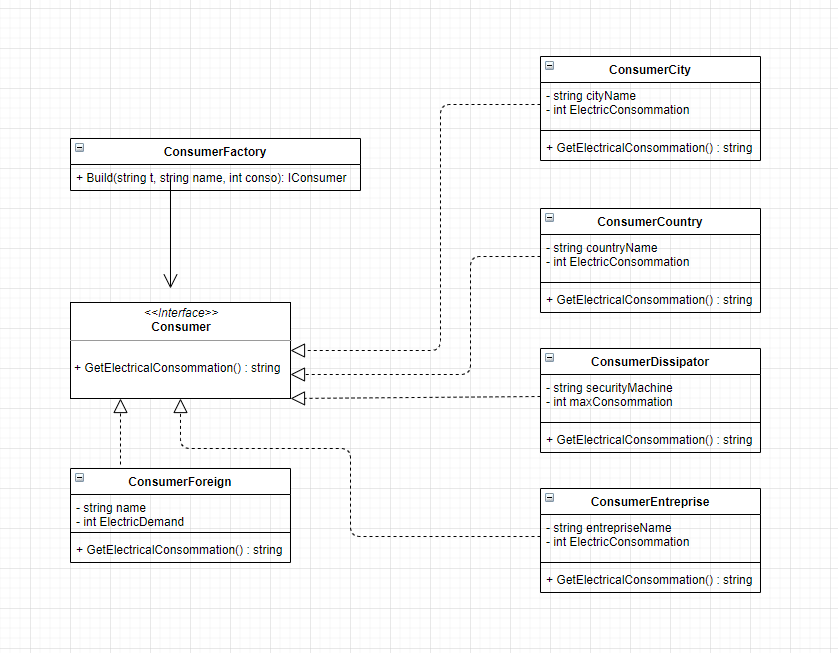 ConsumerFactory
+ Build(string t, string name, int conso): IConsumer
<<Interface>>
Consumer
+ GetElectricalConsommation() : string
ConsumerForeign
- string name
- int ElectricDemand
+ GetElectricalConsommation() : string
ConsumerCity
- string cityName
- int ElectricConsommation
+ GetElectricalConsommation() : string
ConsumerCountry
- string countryName
- int ElectricConsommation
+ GetElectricalConsommation() : string
ConsumerDissipator
- string securityMachine
- int maxConsommation
+ GetElectricalConsommation() : string
ConsumerEntreprise
- string entrepriseName
- int ElectricConsommation
+ GetElectricalConsommation() : string